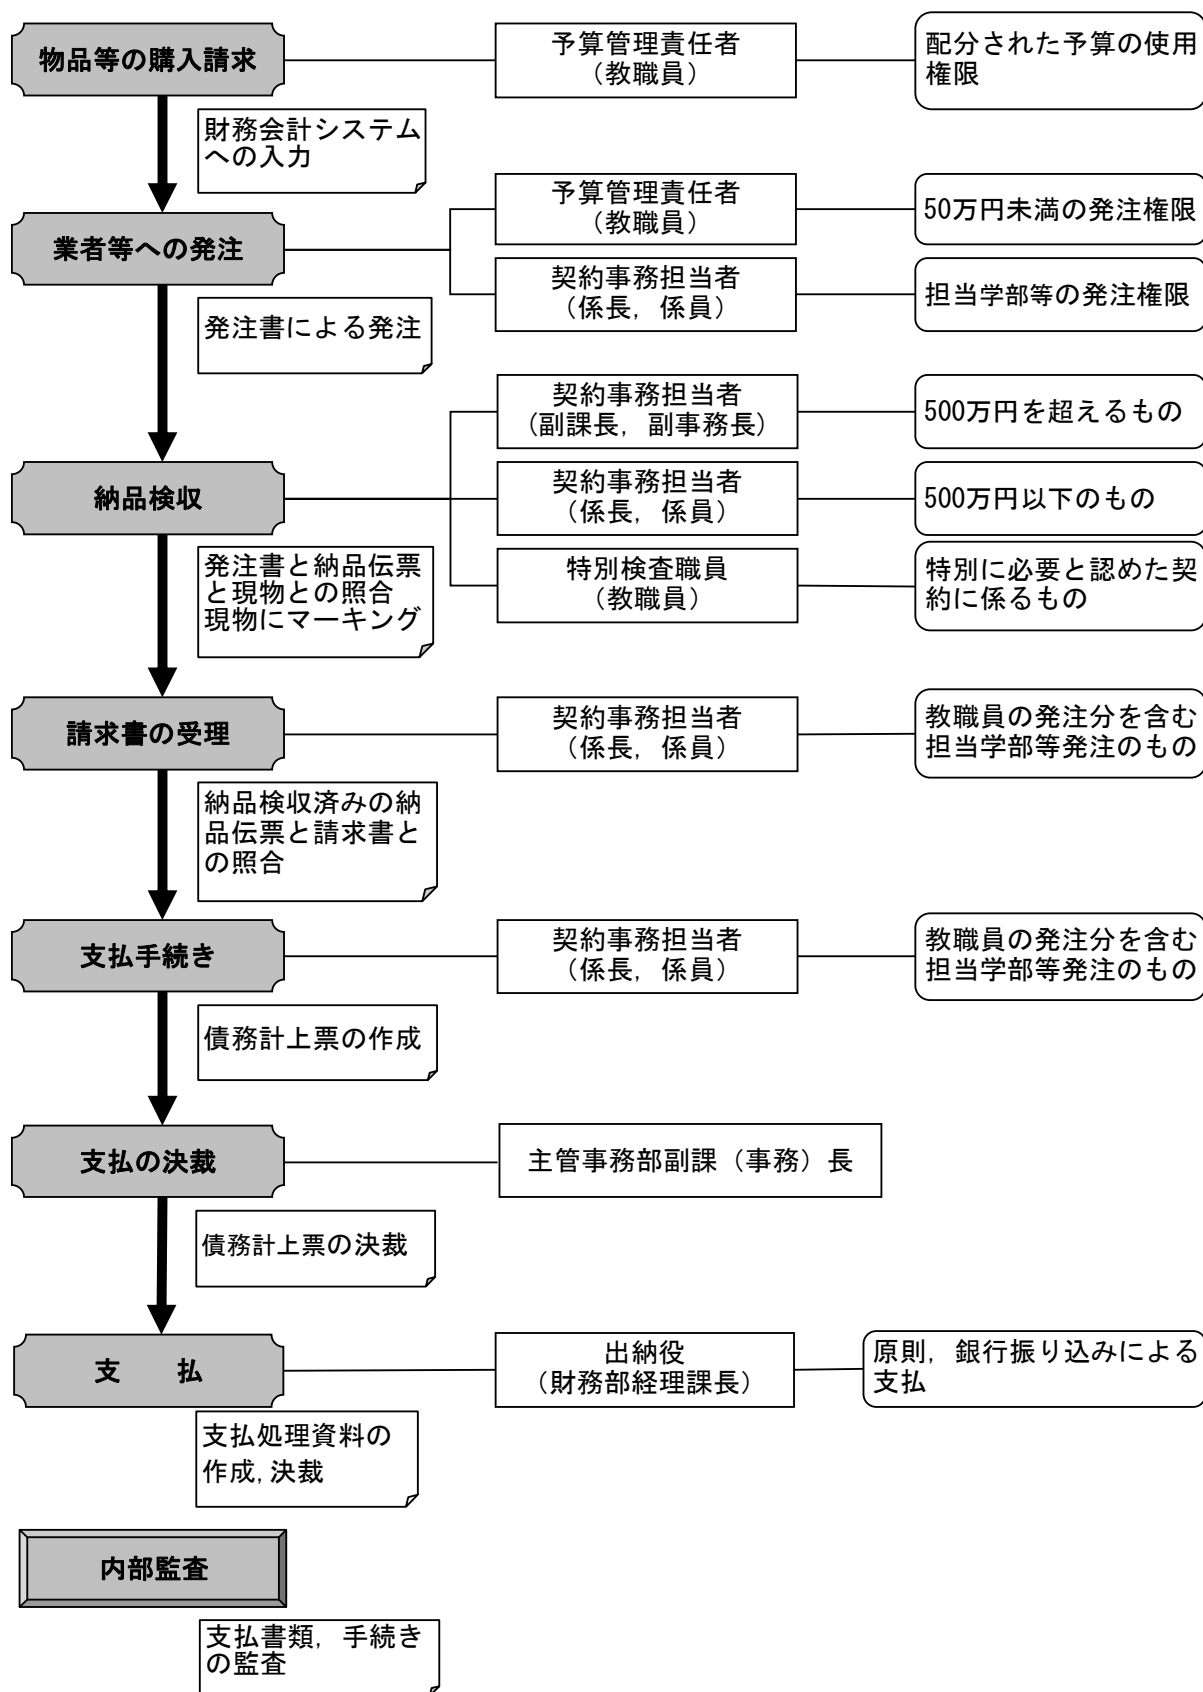 物品等の購入請求
予算管理責任者
（教職員）
配分された予算の使用
権限
財務会計システム
への入力
業者等への発注
予算管理責任者
（教職員）
50万円未満の発注権限
契約事務担当者
（係長，係員）
担当学部等の発注権限
発注書による発注
納品検収
契約事務担当者
（副課長，副事務長）
500万円を超えるもの
契約事務担当者
（係長，係員）
500万円以下のもの
特別検査職員
（教職員）
特別に必要と認めた契
約に係るもの
発注書と納品伝票
と現物との照合
現物にマーキング
請求書の受理
契約事務担当者
（係長，係員）
教職員の発注分を含む
担当学部等発注のもの
納品検収済みの納
品伝票と請求書と
の照合
支払手続き
契約事務担当者
（係長，係員）
教職員の発注分を含む
担当学部等発注のもの
債務計上票の作成
支払の決裁
主管事務部副課（事務）長
債務計上票の決裁
支　　払
出納役
（財務部経理課長）
原則，銀行振り込みによる
支払
支払処理資料の
作成,決裁
内部監査
支払書類，手続き
の監査